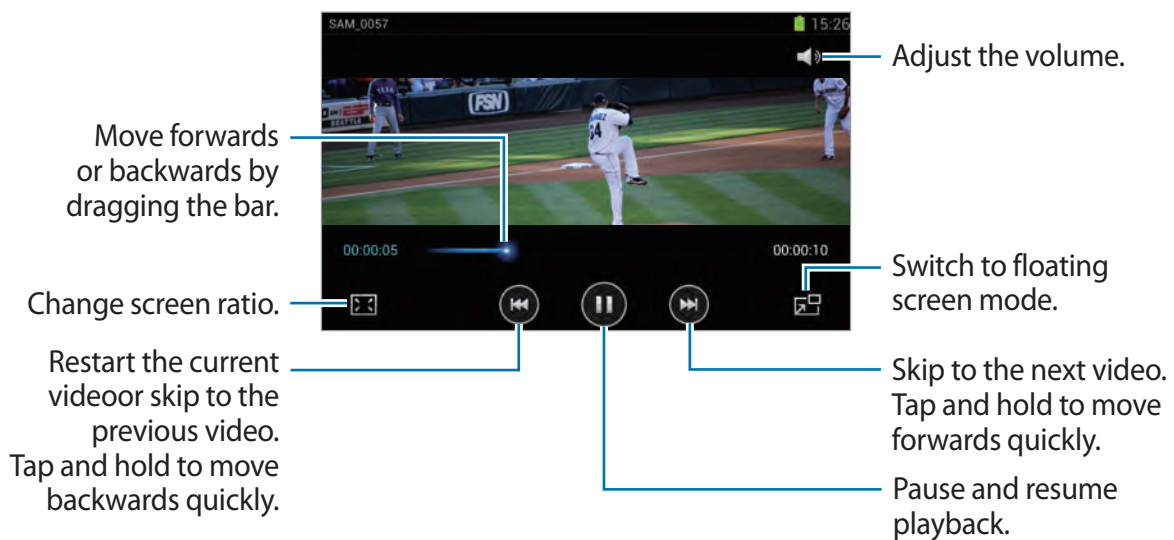 SAM_0057
15:26
Adjust the volume.
TEXA
SEATTLE
FSN
64
Move forwards
or backwards by
dragging the bar.
00:00:05
00:00:10
Switch to floating
screen mode.
Change screen ratio.
Restart the current
videoor skip to the
previous video.
Tap and hold to move
backwards quickly.
Skip to the next video.
Tap and hold to move
forwards quickly.
Pause and resume
playback.